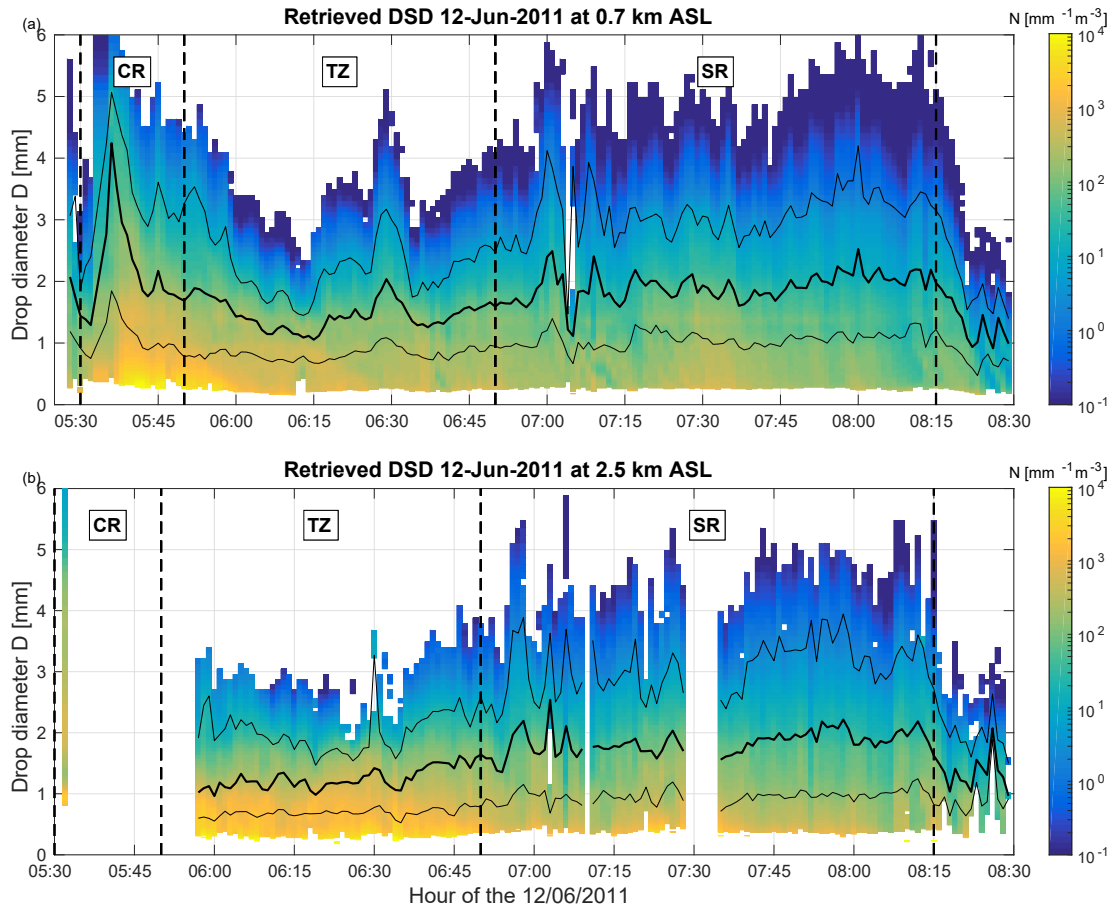 (a)
Retrieved DSD 12-Jun-2011 at 0.7 km ASL
N [mm⁻¹m⁻³]
CR
TZ
SR
Drop diameter D [mm]
6
5
4
3
2
1
0
10⁴
10³
10²
10¹
10⁰
10⁻¹
05:30 05:45 06:00 06:15 06:30 06:45 07:00 07:15 07:30 07:45 08:00 08:15 08:30
(b)
Retrieved DSD 12-Jun-2011 at 2.5 km ASL
N [mm⁻¹m⁻³]
CR
TZ
SR
Drop diameter D [mm]
6
5
4
3
2
1
0
10⁴
10³
10²
10¹
10⁰
10⁻¹
05:30 05:45 06:00 06:15 06:30 06:45 07:00 07:15 07:30 07:45 08:00 08:15 08:30
Hour of the 12/06/2011